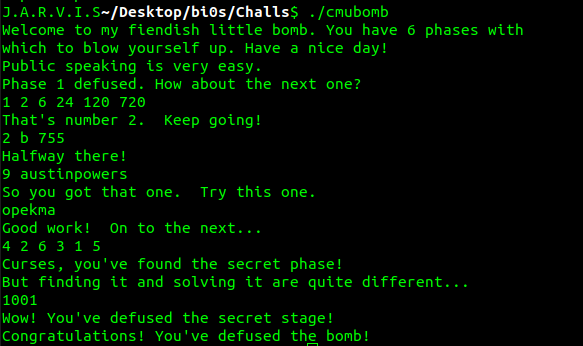 J.A.R.V.I.S~/Desktop/bi0s/Challs$ ./cmubomb
Welcome to my fiendish little bomb. You have 6 phases with
which to blow yourself up. Have a nice day!
Public speaking is very easy.
Phase 1 defused. How about the next one?
1 2 6 24 120 720
That's number 2.  Keep going!
2 b 755
Halfway there!
9 austinpowers
So you got that one.  Try this one.
opekma
Good work!  On to the next...
4 2 6 3 1 5
Curses, you've found the secret phase!
But finding it and solving it are quite different...
1001
Wow! You've defused the secret stage!
Congratulations! You've defused the bomb!